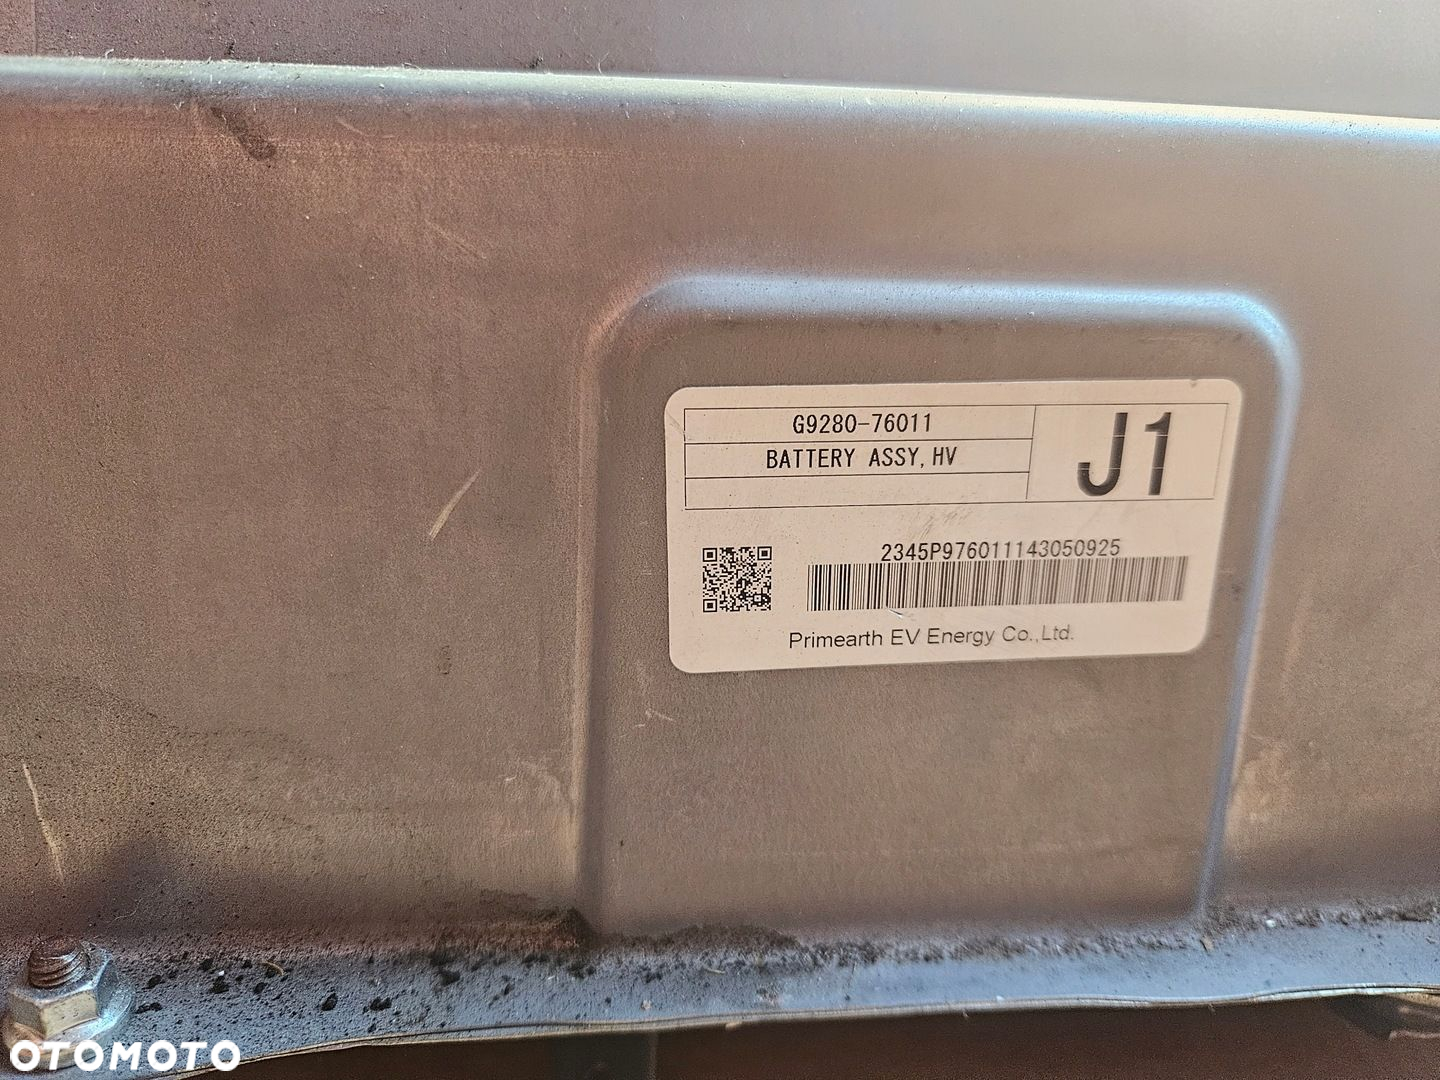 G9280-76011
BATTERY ASSY,HV
J1
2345P976011143050925
Primearth EV Energy Co.,Ltd.
OTOMOTO